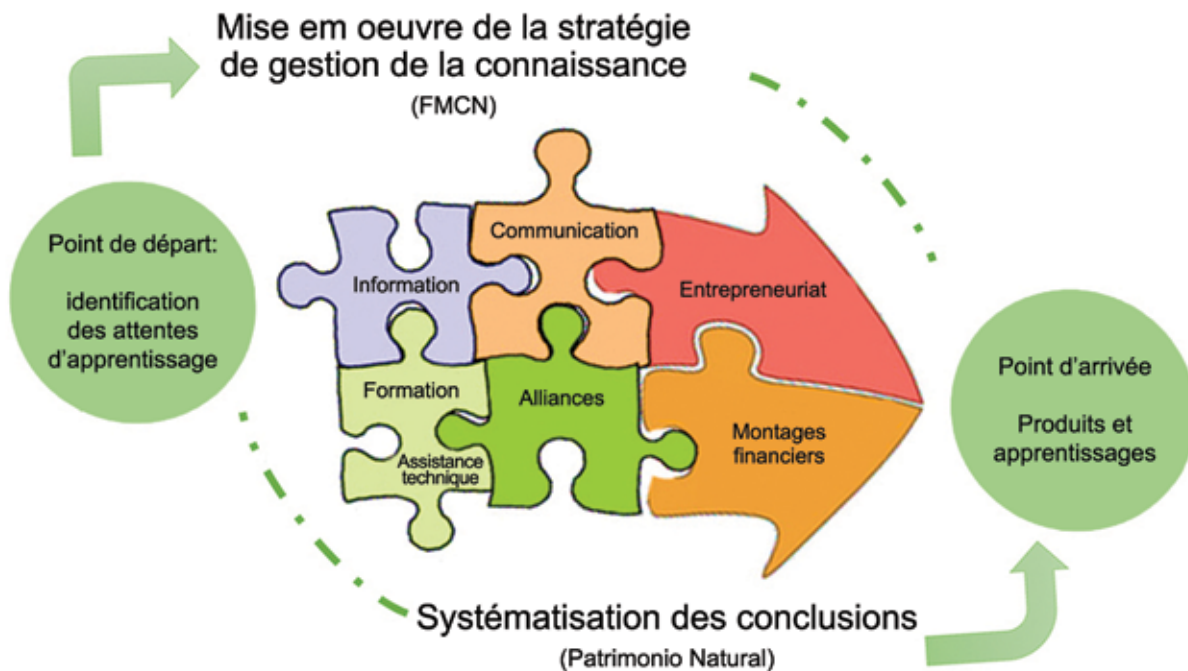 Mise em oeuvre de la stratégie
de gestion de la connaissance
(FMCN)
Point de départ:
identification
des attentes
d'apprentissage
Information
Communication
Entrepreneuriat
Formation
Assistance
technique
Alliances
Montages
financiers
Point d'arrivée
Produits et
apprentissages
Systématisation des conclusions
(Patrimonio Natural)